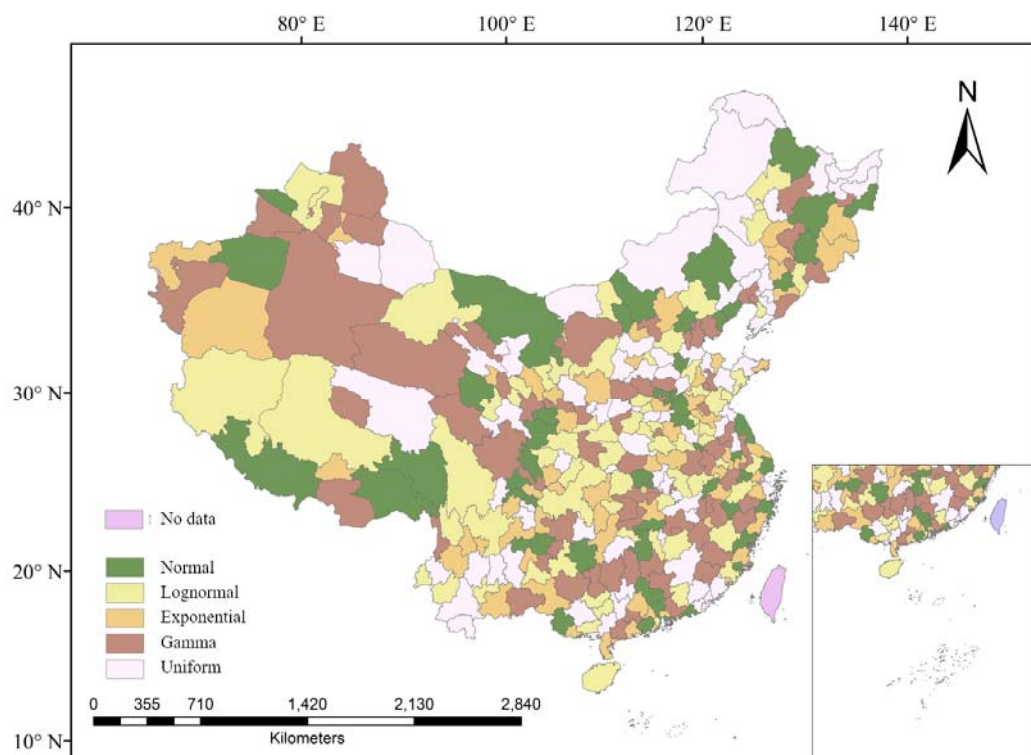 80° E 100° E 120° E 140° E
N
40° N
30° N
20° N
10° N
No data
Normal
Lognormal
Exponential
Gamma
Uniform
0 355 710 1,420 2,130 2,840
Kilometers